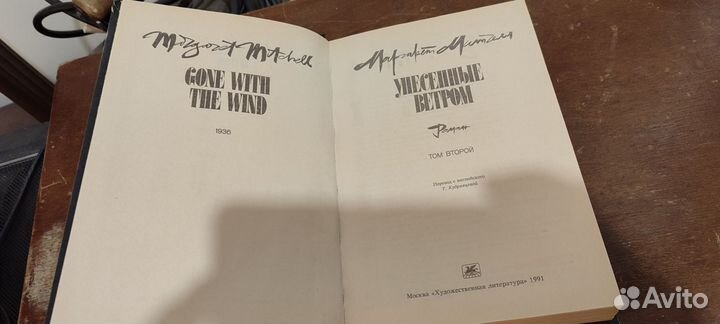 Margaret Mitchell
GONE WITH
THE WIND
1936
Маргарет Митчелл
УНЕСЕННЫЕ
ВЕТРОМ
Роман
ТОМ ВТОРОЙ
Перевод с английского
Т. Кудрявцевой
Москва «Художественная литература» 1991
Avito